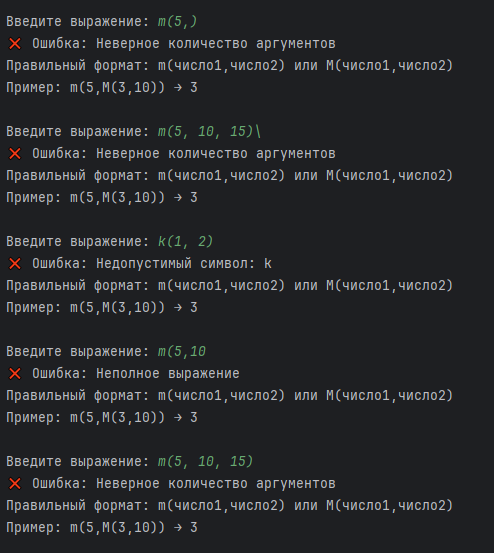 Введите выражение: m(5,)
❌ Ошибка: Неверное количество аргументов
Правильный формат: m(число1,число2) или M(число1,число2)
Пример: m(5,M(3,10)) → 3
Введите выражение: m(5, 10, 15)\
❌ Ошибка: Неверное количество аргументов
Правильный формат: m(число1,число2) или M(число1,число2)
Пример: m(5,M(3,10)) → 3
Введите выражение: k(1, 2)
❌ Ошибка: Недопустимый символ: k
Правильный формат: m(число1,число2) или M(число1,число2)
Пример: m(5,M(3,10)) → 3
Введите выражение: m(5,10
❌ Ошибка: Неполное выражение
Правильный формат: m(число1,число2) или M(число1,число2)
Пример: m(5,M(3,10)) → 3
Введите выражение: m(5, 10, 15)
❌ Ошибка: Неверное количество аргументов
Правильный формат: m(число1,число2) или M(число1,число2)
Пример: m(5,M(3,10)) → 3